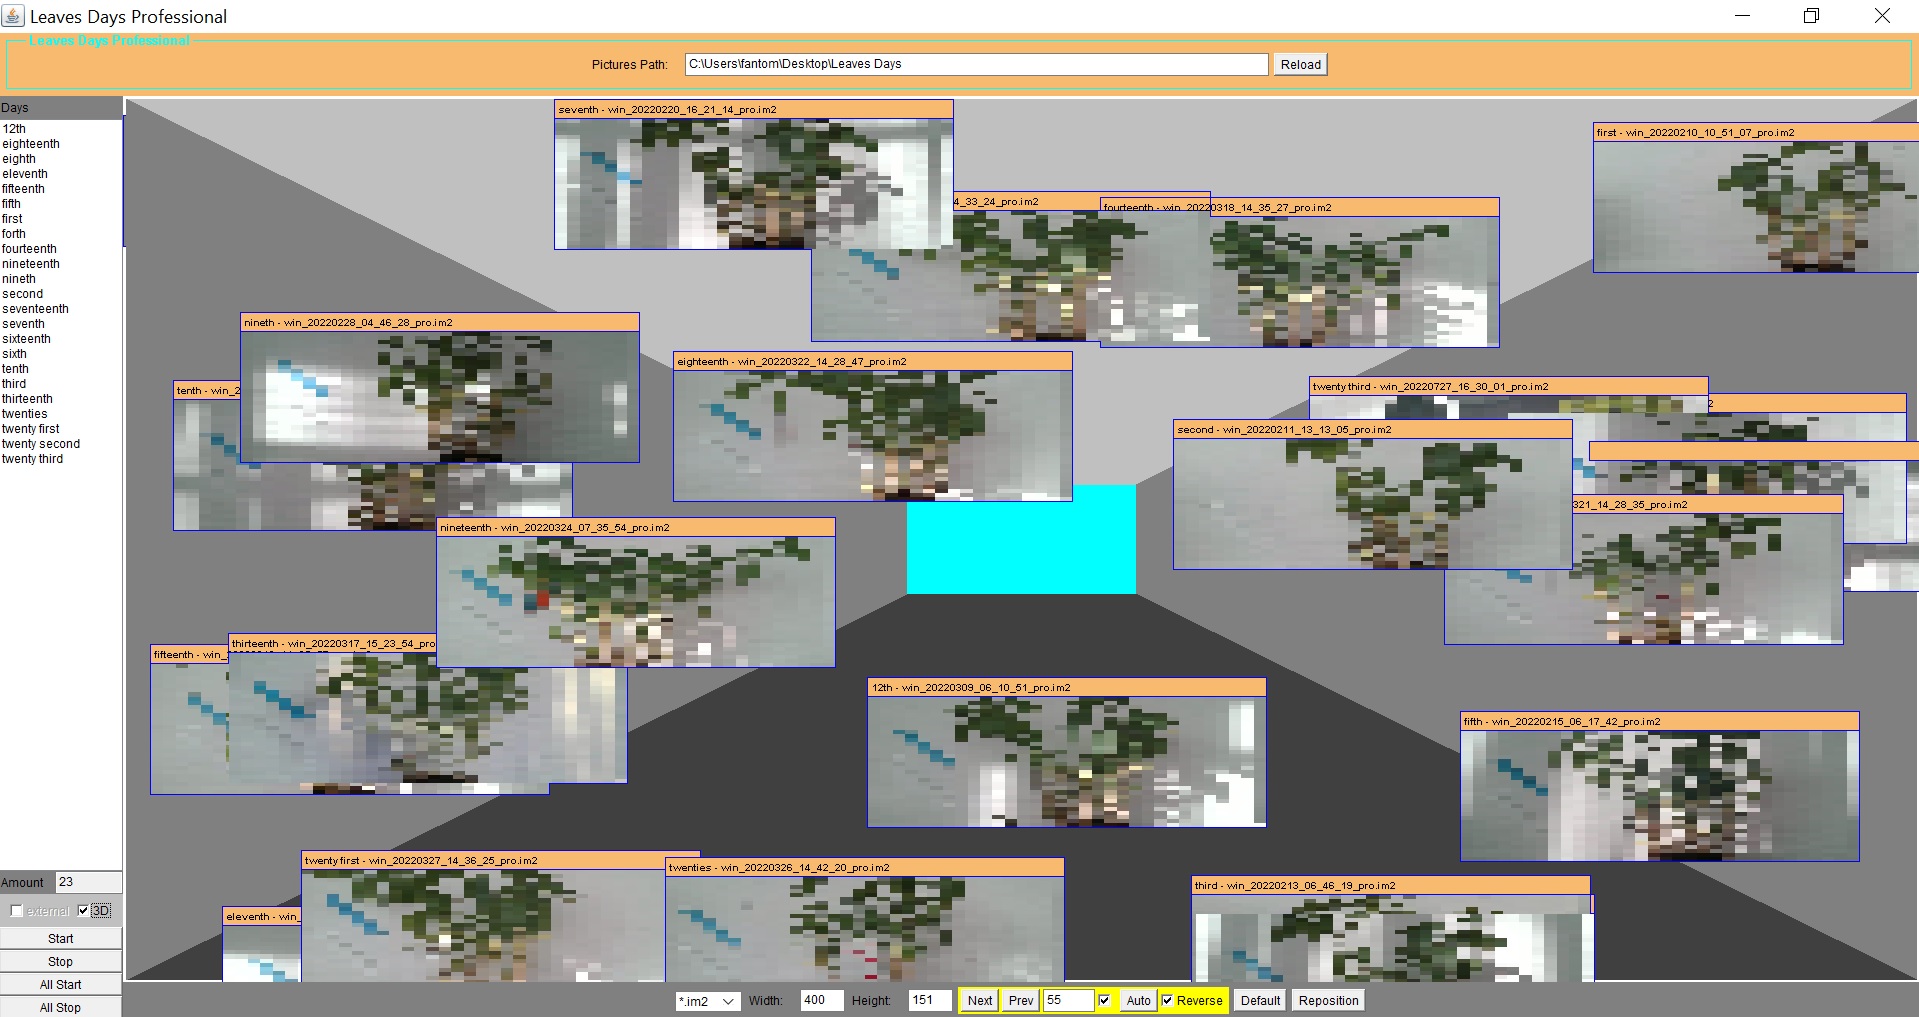 Leaves Days Professional
Leaves Days Professional
Pictures Path: C:\Users\fantom\Desktop\Leaves Days Reload
Days
12th
eighteenth
eighth
eleventh
fifteenth
fifth
first
forth
fourteenth
nineteenth
nineth
second
seventeenth
seventh
sixteenth
sixth
tenth
third
thirteenth
twenties
twenty first
twenty second
twenty third
Amount 23
external 3D
Start
Stop
All Start
All Stop
seventh - win_20220220_16_21_14_pro.im2
first - win_20220210_10_51_07_pro.im2
4_33_24_pro.im2
fourteenth - win_20220318_14_35_27_pro.im2
nineth - win_20220228_04_46_28_pro.im2
eighteenth - win_20220322_14_28_47_pro.im2
tenth - win_2
twenty third - win_20220727_16_30_01_pro.im2
2
second - win_20220211_13_13_05_pro.im2
321_14_28_35_pro.im2
nineteenth - win_20220324_07_35_54_pro.im2
thirteenth - win_20220317_15_23_54_pro
fifteenth - win_
12th - win_20220309_06_10_51_pro.im2
fifth - win_20220215_06_17_42_pro.im2
twenty first - win_20220327_14_36_25_pro.im2
twenties - win_20220326_14_42_20_pro.im2
third - win_20220213_06_46_19_pro.im2
eleventh - win_
*.im2 Width: 400 Height: 151 Next Prev 55 Auto Reverse Default Reposition